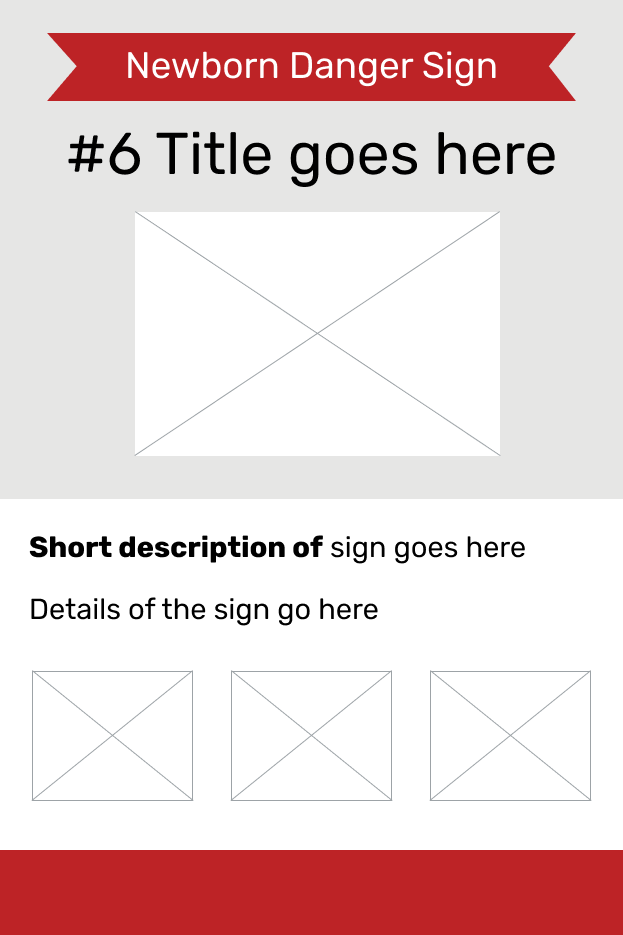 Newborn Danger Sign
#6 Title goes here
Short description of sign goes here
Details of the sign go here